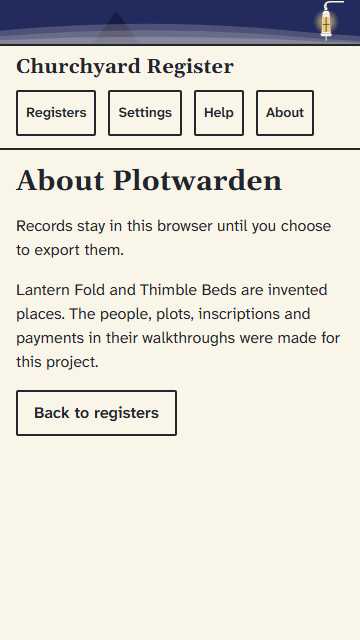 Churchyard Register
Registers
Settings
Help
About
About Plotwarden
Records stay in this browser until you choose
to export them.
Lantern Fold and Thimble Beds are invented
places. The people, plots, inscriptions and
payments in their walkthroughs were made for
this project.
Back to registers